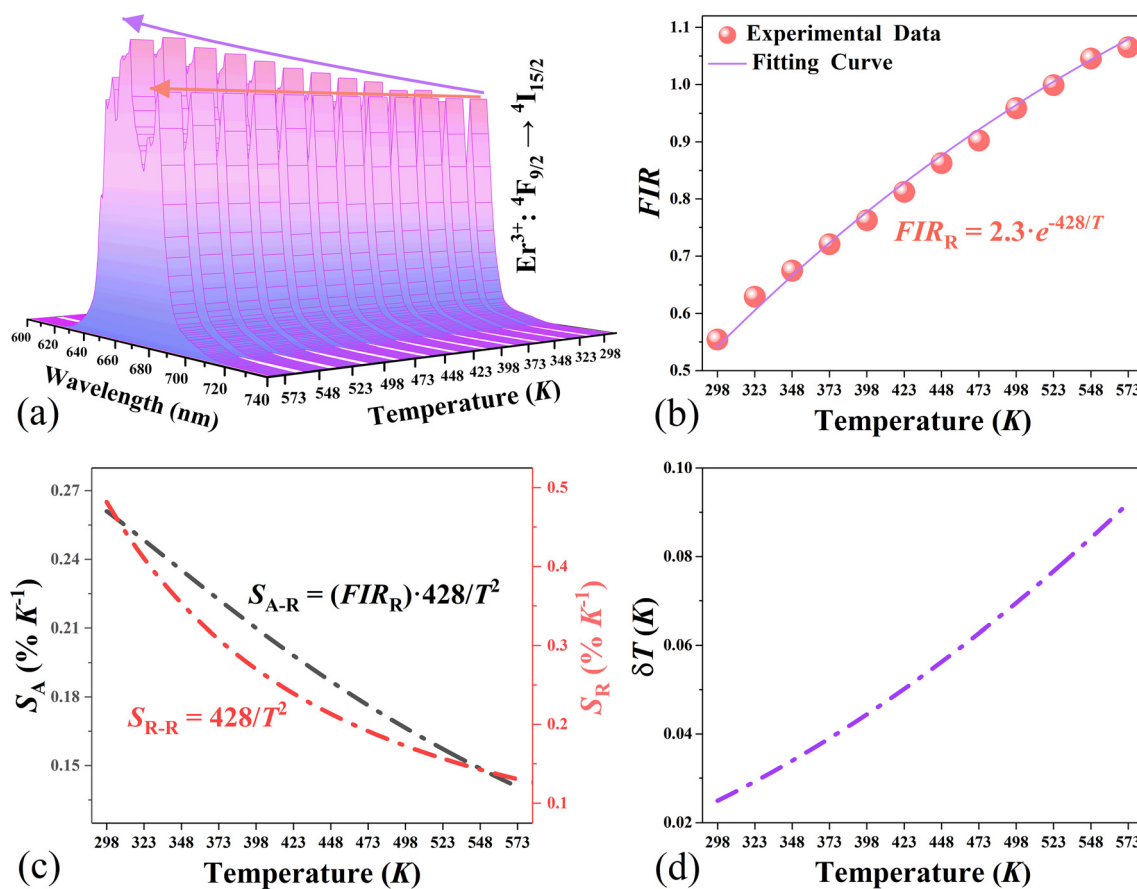 Er³⁺: ⁴F₉/₂ → ⁴I₁₅/₂
600
620
640
660
680
700
720
740
Wavelength (nm)
573
548
523
498
473
448
423
398
373
348
323
298
Temperature (K)
(a)
1.1
1.0
0.9
0.8
0.7
0.6
0.5
FIR
Experimental Data
Fitting Curve
FIR_R = 2.3·e^-428/T
298 323 348 373 398 423 448 473 498 523 548 573
Temperature (K)
(b)
0.27
0.24
0.21
0.18
0.15
S_A (% K⁻¹)
S_A-R = (FIR_R)·428/T²
S_R-R = 428/T²
0.5
0.4
0.3
0.2
0.1
S_R (% K⁻¹)
298 323 348 373 398 423 448 473 498 523 548 573
Temperature (K)
(c)
0.10
0.08
0.06
0.04
0.02
δT (K)
298 323 348 373 398 423 448 473 498 523 548 573
Temperature (K)
(d)